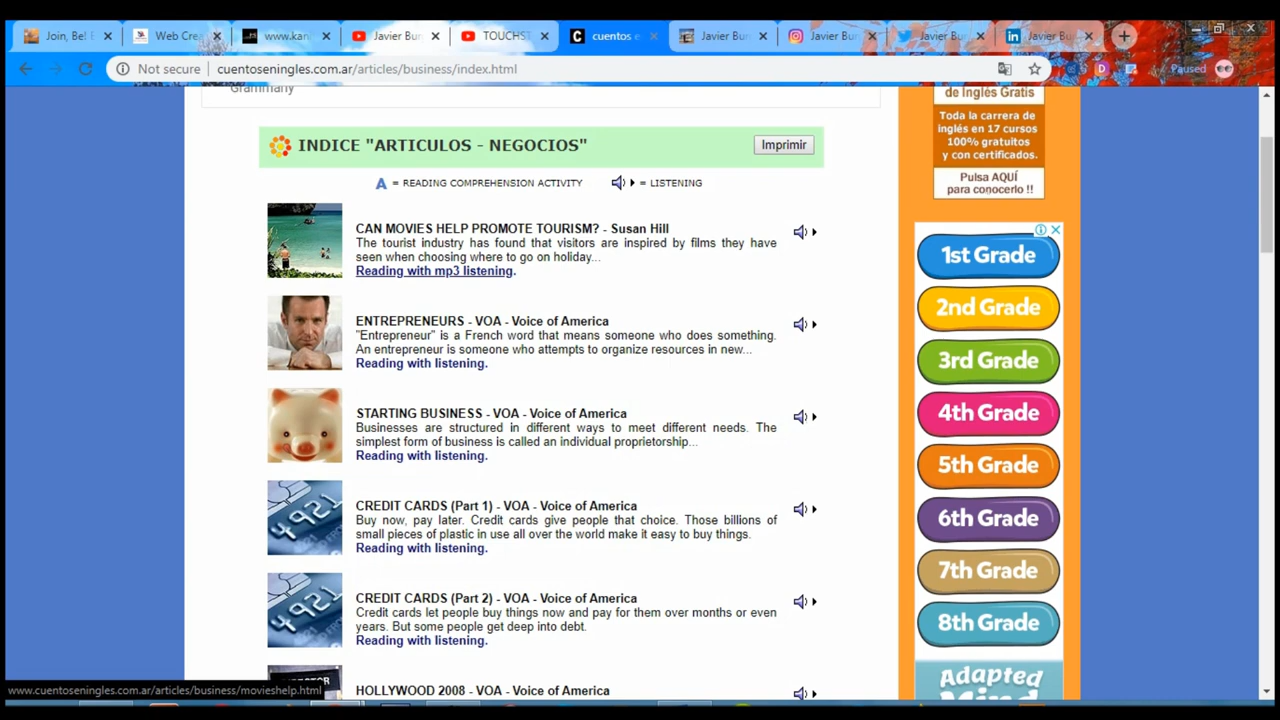 Join, Be! E
Web Crea
www.kan
Javier Bur
TOUCHST
cuentos e
Javier Bur
Javier Bur
Javier Bur
Javier Bur
Not secure
cuentoseningles.com.ar/articles/business/index.html
Paused
Grammany
INDICE "ARTICULOS - NEGOCIOS"
Imprimir
A = READING COMPREHENSION ACTIVITY = LISTENING
CAN MOVIES HELP PROMOTE TOURISM? - Susan Hill
The tourist industry has found that visitors are inspired by films they have
seen when choosing where to go on holiday...
Reading with mp3 listening.
ENTREPRENEURS - VOA - Voice of America
"Entrepreneur" is a French word that means someone who does something.
An entrepreneur is someone who attempts to organize resources in new...
Reading with listening.
STARTING BUSINESS - VOA - Voice of America
Businesses are structured in different ways to meet different needs. The
simplest form of business is called an individual proprietorship...
Reading with listening.
4921
CREDIT CARDS (Part 1) - VOA - Voice of America
Buy now, pay later. Credit cards give people that choice. Those billions of
small pieces of plastic in use all over the world make it easy to buy things.
Reading with listening.
4921
CREDIT CARDS (Part 2) - VOA - Voice of America
Credit cards let people buy things now and pay for them over months or even
years. But some people get deep into debt.
Reading with listening.
HOLLYWOOD 2008 - VOA - Voice of America
de Inglés Gratis
Toda la carrera de
inglés en 17 cursos
100% gratuitos
y con certificados.
Pulsa AQUÍ
para conocerlo !!
1st Grade
2nd Grade
3rd Grade
4th Grade
5th Grade
6th Grade
7th Grade
8th Grade
Adapted
Mind
www.cuentoseningles.com.ar/articles/business/movieshelp.html